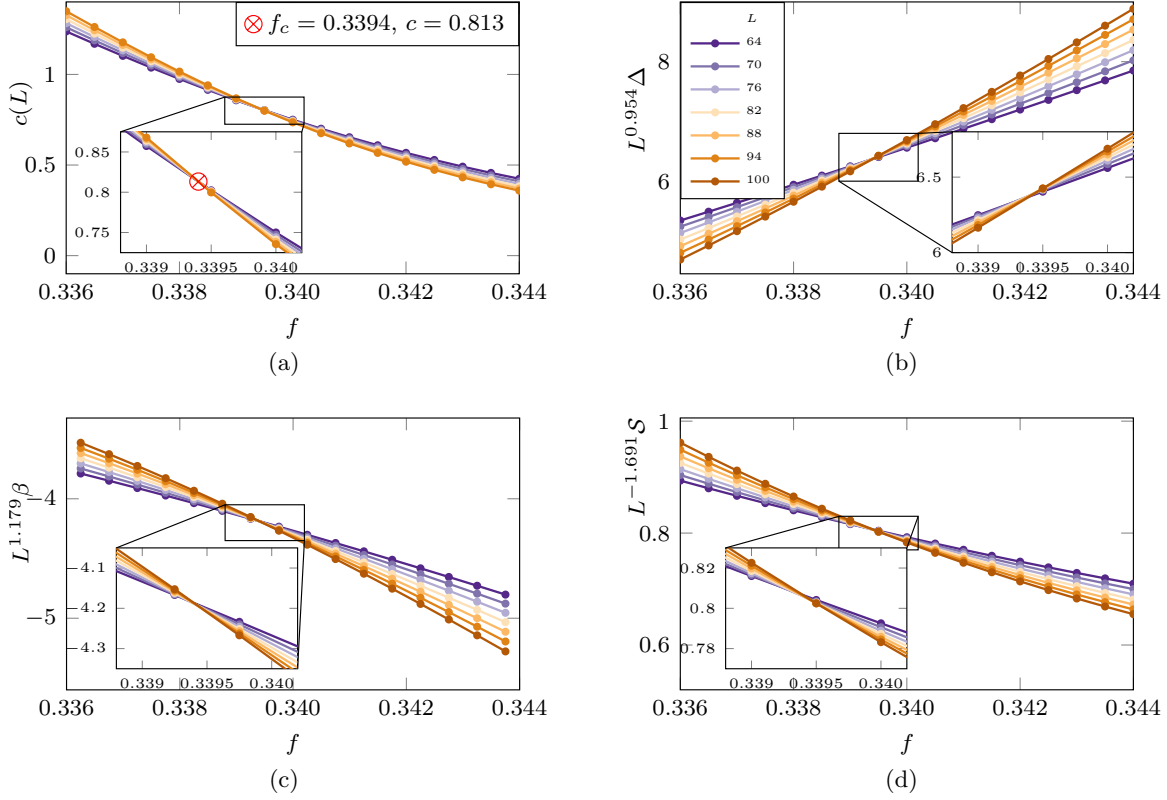 f_c = 0.3394, c = 0.813
c(L)
1
0.5
0
0.85
0.8
0.75
0.339 0.3395 0.340
0.336 0.338 0.340 0.342 0.344
f
(a)
L^{0.954}Δ
8
6
L
64
70
76
82
88
94
100
6.5
6
0.339 0.3395 0.340
0.336 0.338 0.340 0.342 0.344
f
(b)
L^{1.179}β
−4
−5
−4.1
−4.2
−4.3
0.339 0.3395 0.340
0.336 0.338 0.340 0.342 0.344
f
(c)
L^{−1.691}S
1
0.8
0.6
0.82
0.8
0.78
0.339 0.3395 0.340
0.336 0.338 0.340 0.342 0.344
f
(d)